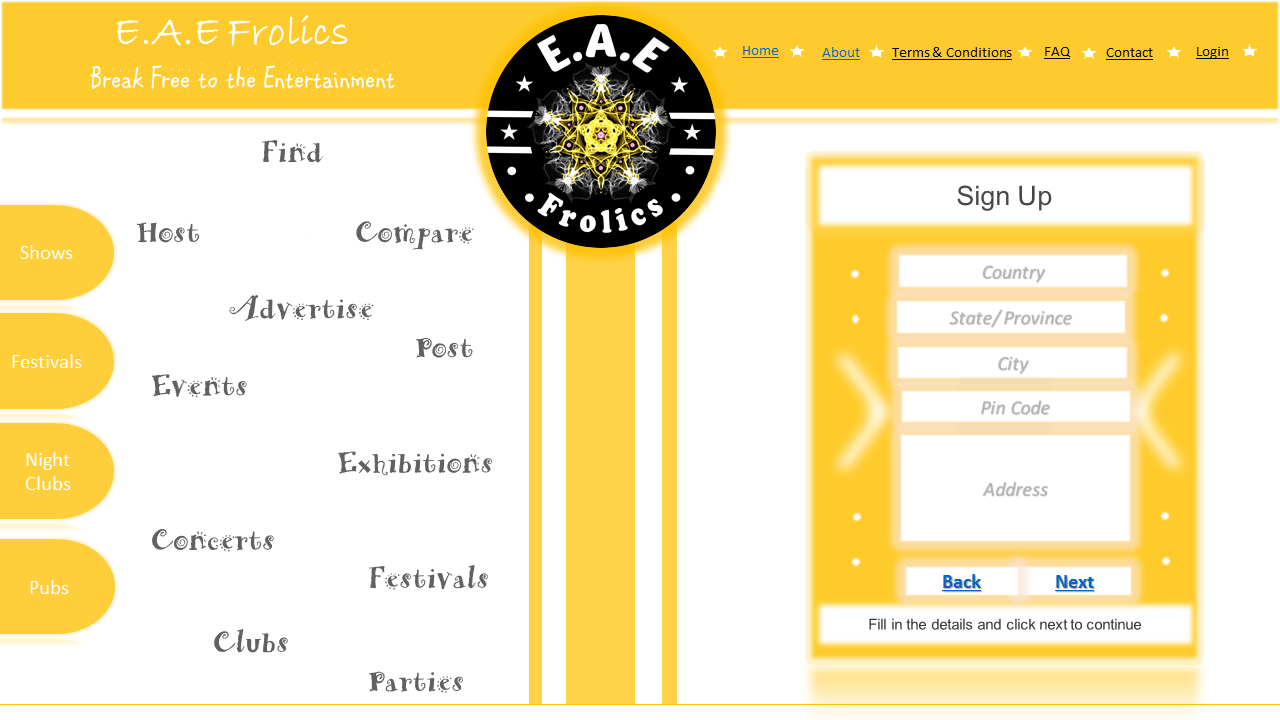 E.A.E Frolics
Break Free to the Entertainment
E.A.E
Frolics
Home
About
Terms & Conditions
FAQ
Contact
Login
Shows
Festivals
Night
Clubs
Pubs
Find
Host
Compare
Advertise
Post
Events
Exhibitions
Concerts
Festivals
Clubs
Parties
Sign Up
Country
State/ Province
City
Pin Code
Address
Back
Next
Fill in the details and click next to continue